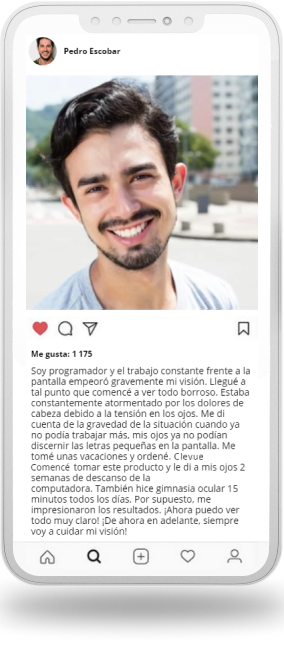 Pedro Escobar
Me gusta: 1 175
Soy programador y el trabajo constante frente a la
pantalla empeoró gravemente mi visión. Llegué a
tal punto que comencé a ver todo borroso. Estaba
constantemente atormentado por los dolores de
cabeza debido a la tensión en los ojos. Me di
cuenta de la gravedad de la situación cuando ya
no podía trabajar más, mis ojos ya no podían
discernir las letras pequeñas en la pantalla. Me
tomé unas vacaciones y ordené. Clevue
Comencé tomar este producto y le di a mis ojos 2
semanas de descanso de la
computadora. También hice gimnasia ocular 15
minutos todos los días. Por supuesto, me
impresionaron los resultados. ¡Ahora puedo ver
todo muy claro! ¡De ahora en adelante, siempre
voy a cuidar mi visión!